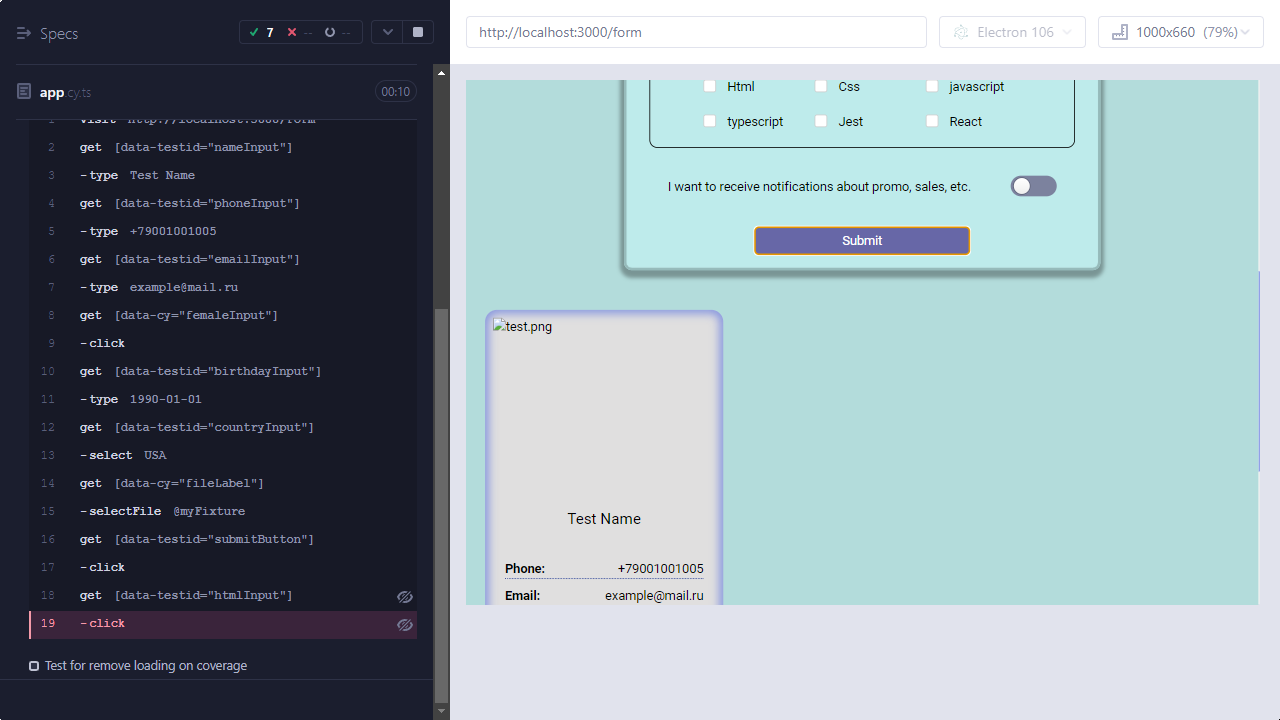 Specs
7
--
--
app.cy.ts
00:10
1 visit http://localhost:3000/form
2 get [data-testid="nameInput"]
3 -type Test Name
4 get [data-testid="phoneInput"]
5 -type +79001001005
6 get [data-testid="emailInput"]
7 -type example@mail.ru
8 get [data-cy="femaleInput"]
9 -click
10 get [data-testid="birthdayInput"]
11 -type 1990-01-01
12 get [data-testid="countryInput"]
13 -select USA
14 get [data-cy="fileLabel"]
15 -selectFile @myFixture
16 get [data-testid="submitButton"]
17 -click
18 get [data-testid="htmlInput"]
19 -click
Test for remove loading on coverage
http://localhost:3000/form
Electron 106
1000x660 (79%)
Html Css javascript
typescript Jest React
I want to receive notifications about promo, sales, etc.
Submit
test.png
Test Name
Phone: +79001001005
Email: example@mail.ru